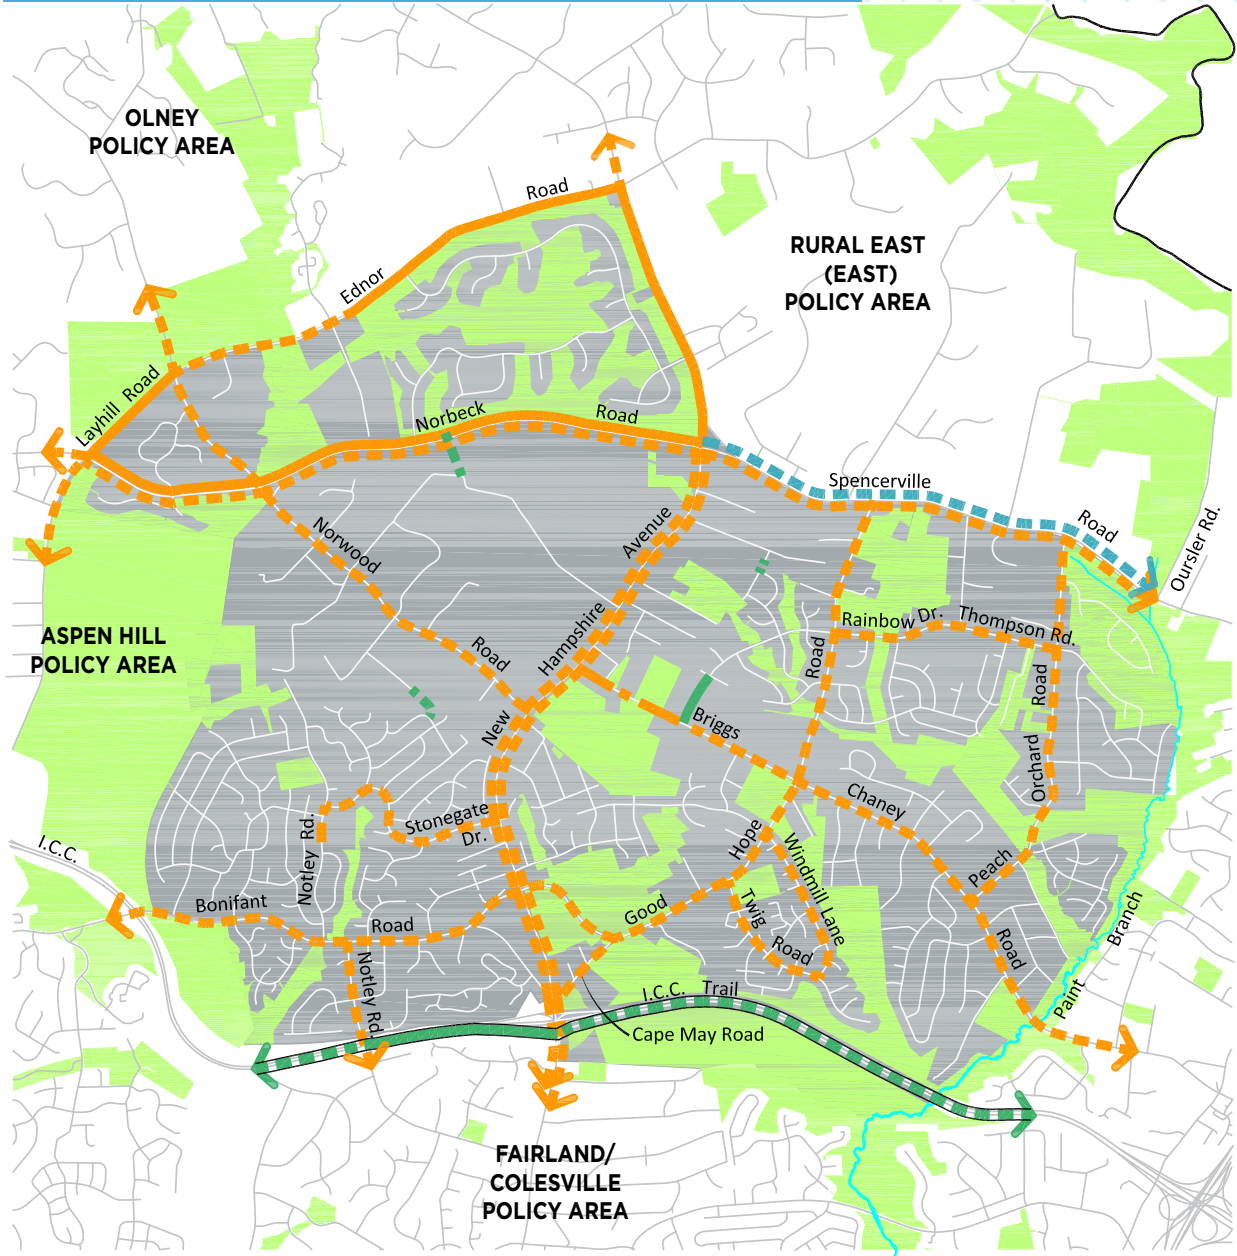 OLNEY
POLICY AREA
Road
Ednor
RURAL EAST
(EAST)
POLICY AREA
Layhill Road
Norbeck
Road
Spencerville
Road
Oursler Rd.
Norwood
Road
Avenue
Hampshire
New
ASPEN HILL
POLICY AREA
Rainbow Dr.
Thompson Rd.
Road
Road
Orchard
Briggs
Chaney
Peach
Road
Stonegate
Dr.
Notley Rd.
Hope
Windmill Lane
Good
Twig
Road
I.C.C.
Bonifant
Road
Notley Rd.
Branch
Paint
I.C.C. Trail
Cape May Road
FAIRLAND/
COLESVILLE
POLICY AREA